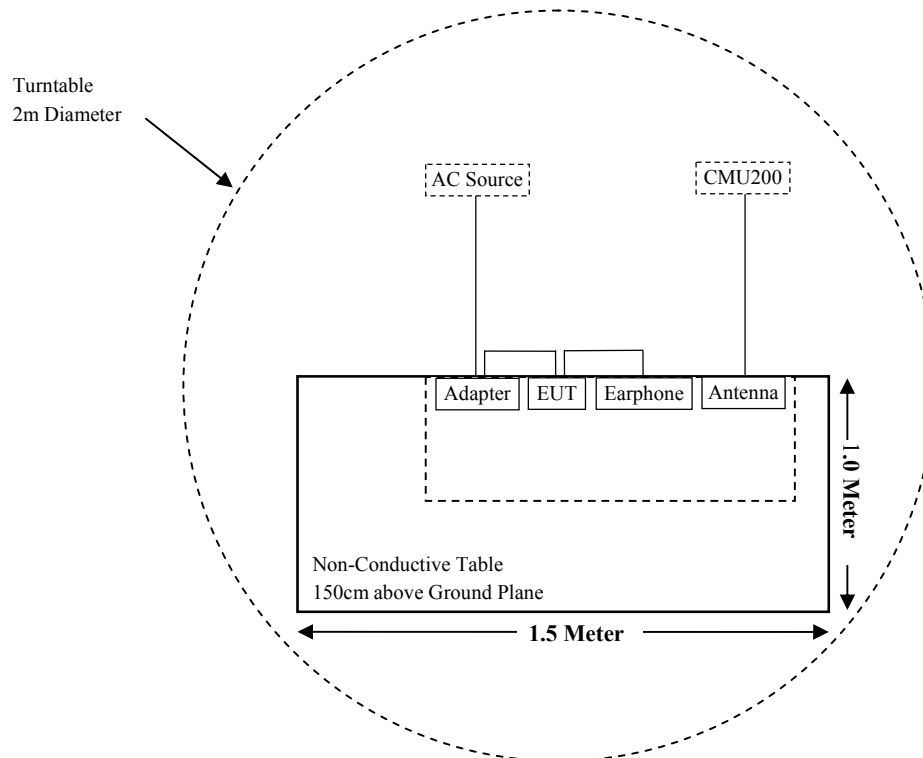 Turntable
2m Diameter
AC Source
CMU200
Adapter
EUT
Earphone
Antenna
1.0 Meter
Non-Conductive Table
150cm above Ground Plane
1.5 Meter